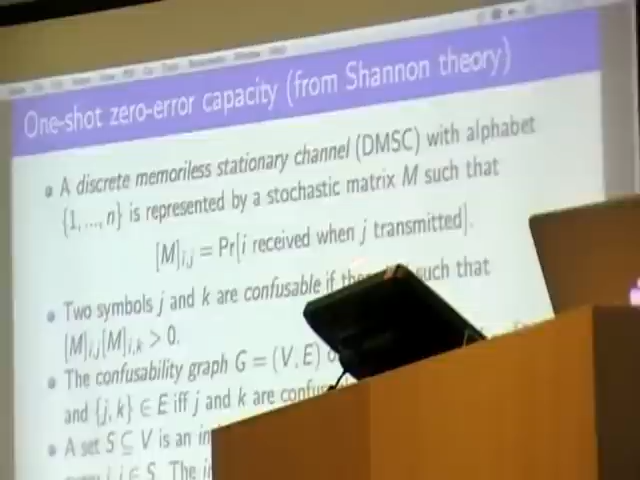 One-shot zero-error capacity (from Shannon theory)
• A discrete memoriless stationary channel (DMSC) with alphabet
{1, ..., n} is represented by a stochastic matrix M such that
[M]i,j = Pr[i received when j transmitted].
• Two symbols j and k are confusable if such that
[M]i,j[M]i,k > 0.
• The confusability graph G = (V, E)
and {j, k} ∈ E iff j and k are
• A set S ⊆ V is an
i, j ∈ S. The